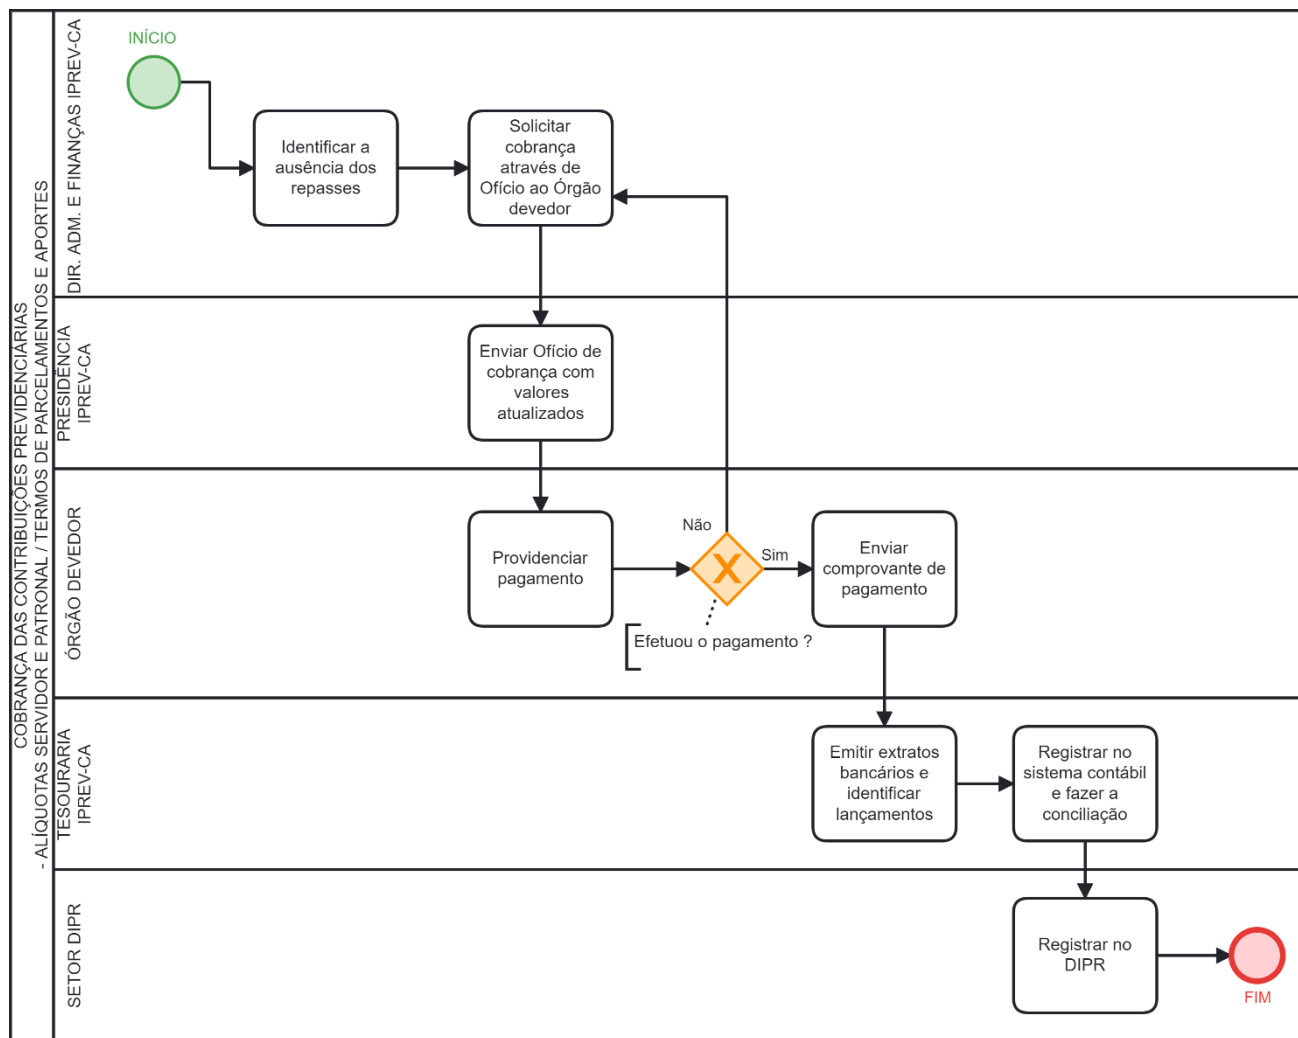 COBRANÇA DAS CONTRIBUIÇÕES PREVIDENCIÁRIAS
- ALÍQUOTAS SERVIDOR E PATRONAL / TERMOS DE PARCELAMENTOS E APORTES
DIR. ADM. E FINANÇAS IPREV-CA
INÍCIO
Identificar a
ausência dos
repasses
Solicitar
cobrança
através de
Ofício ao Órgão
devedor
PRESIDÊNCIA
IPREV-CA
Enviar Ofício de
cobrança com
valores
atualizados
ÓRGÃO DEVEDOR
Providenciar
pagamento
Não
X
Sim
Efetuou o pagamento ?
Enviar
comprovante de
pagamento
TESOURARIA
IPREV-CA
Emitir extratos
bancários e
identificar
lançamentos
Registrar no
sistema contábil
e fazer a
conciliação
SETOR DIPR
Registrar no
DIPR
FIM